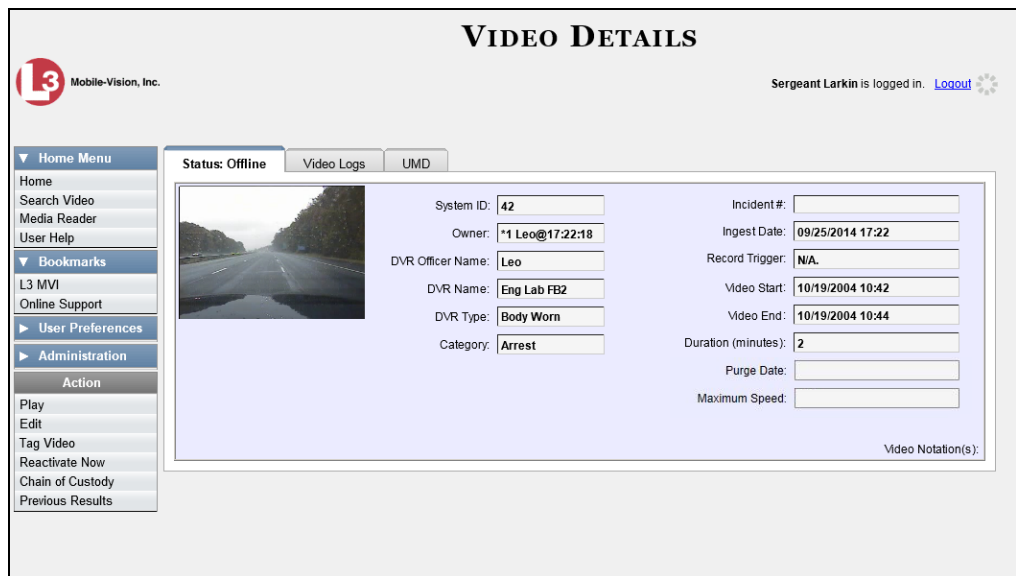 VIDEO DETAILS
L3 Mobile-Vision, Inc.
Sergeant Larkin is logged in. Logout
▼ Home Menu
Home
Search Video
Media Reader
User Help
▼ Bookmarks
L3 MVI
Online Support
► User Preferences
► Administration
Action
Play
Edit
Tag Video
Reactivate Now
Chain of Custody
Previous Results
Status: Offline
Video Logs
UMD
System ID: 42
Owner: *1 Leo@17:22:18
DVR Officer Name: Leo
DVR Name: Eng Lab FB2
DVR Type: Body Worn
Category: Arrest
Incident #:
Ingest Date: 09/25/2014 17:22
Record Trigger: N/A.
Video Start: 10/19/2004 10:42
Video End: 10/19/2004 10:44
Duration (minutes): 2
Purge Date:
Maximum Speed:
Video Notation(s):